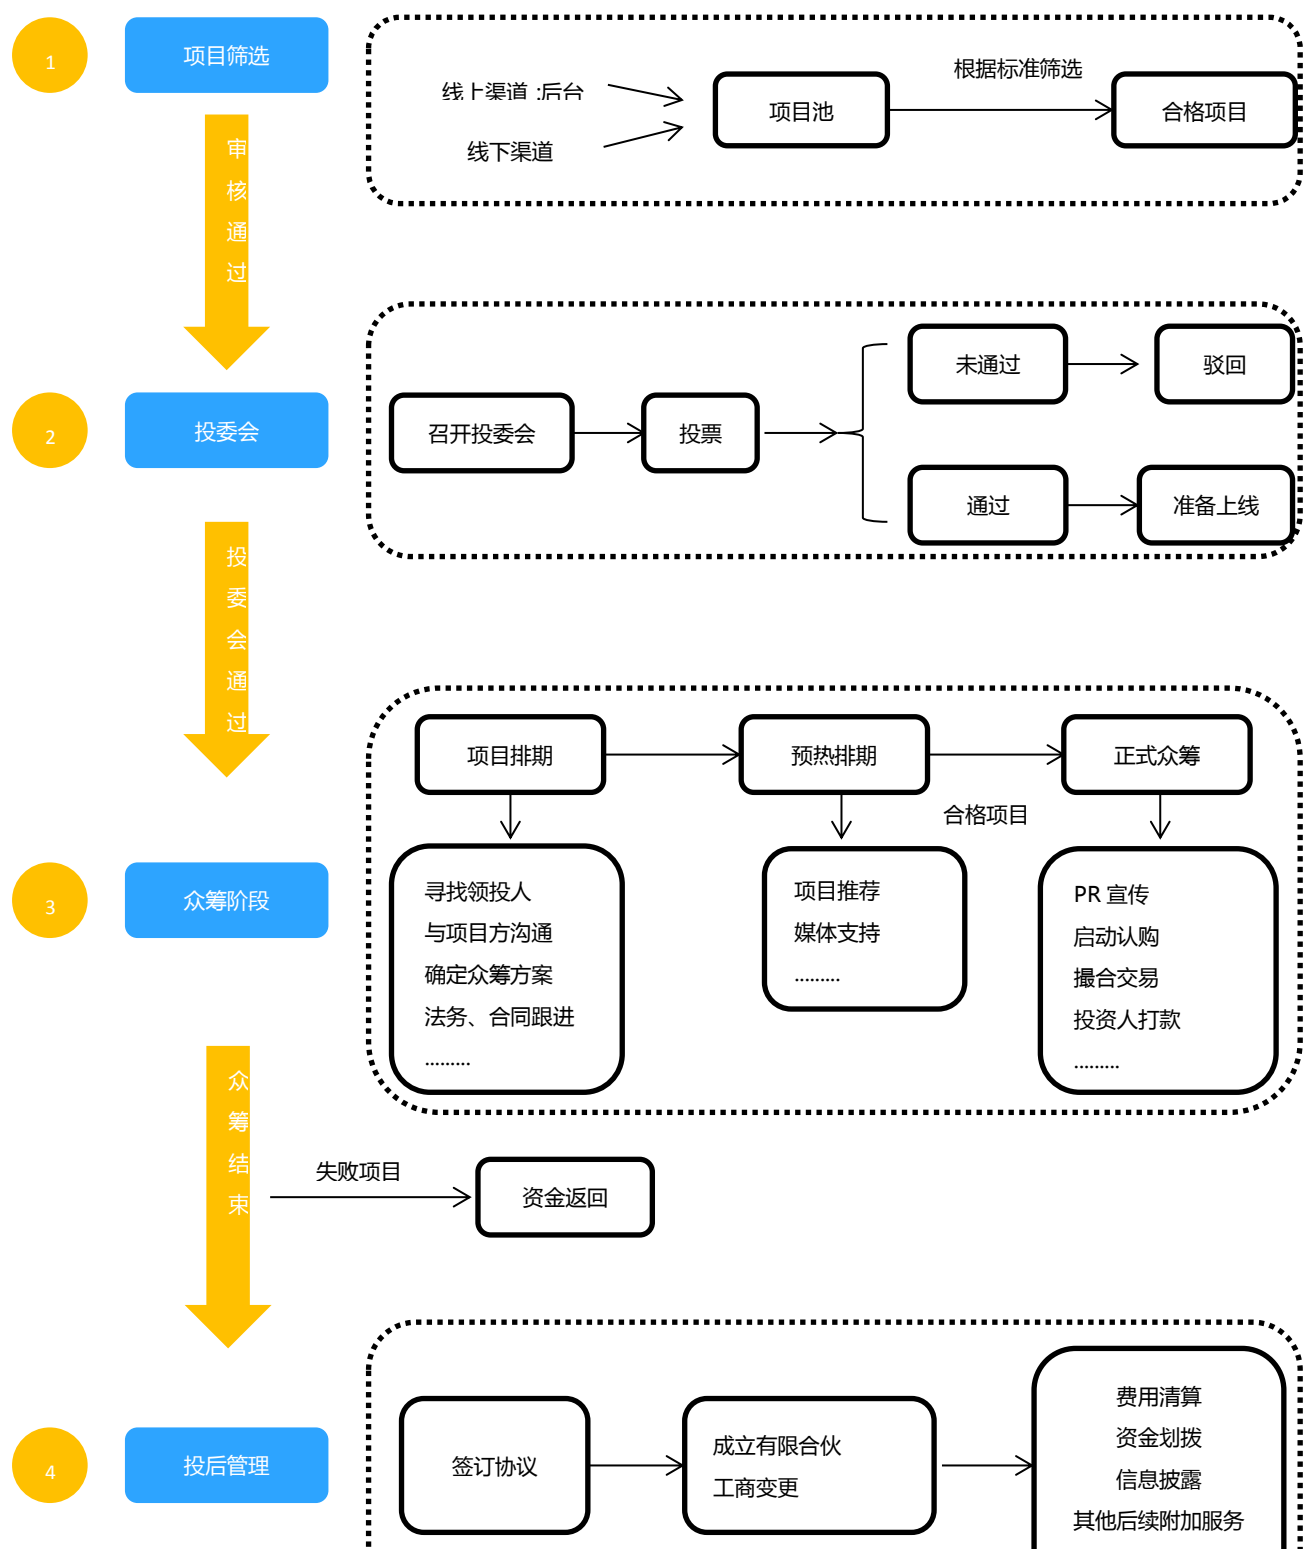 1
项目筛选
线上渠道:后台
线下渠道
项目池
根据标准筛选
合格项目
审
核
通
过
2
投委会
召开投委会
投票
未通过
驳回
通过
准备上线
投
委
会
通
过
3
众筹阶段
项目排期
预热排期
正式众筹
合格项目
寻找领投人
与项目方沟通
确定众筹方案
法务、合同跟进
.........
项目推荐
媒体支持
.........
PR 宣传
启动认购
撮合交易
投资人打款
.........
众
筹
结
束
失败项目
资金返回
4
投后管理
签订协议
成立有限合伙
工商变更
费用清算
资金划拨
信息披露
其他后续附加服务